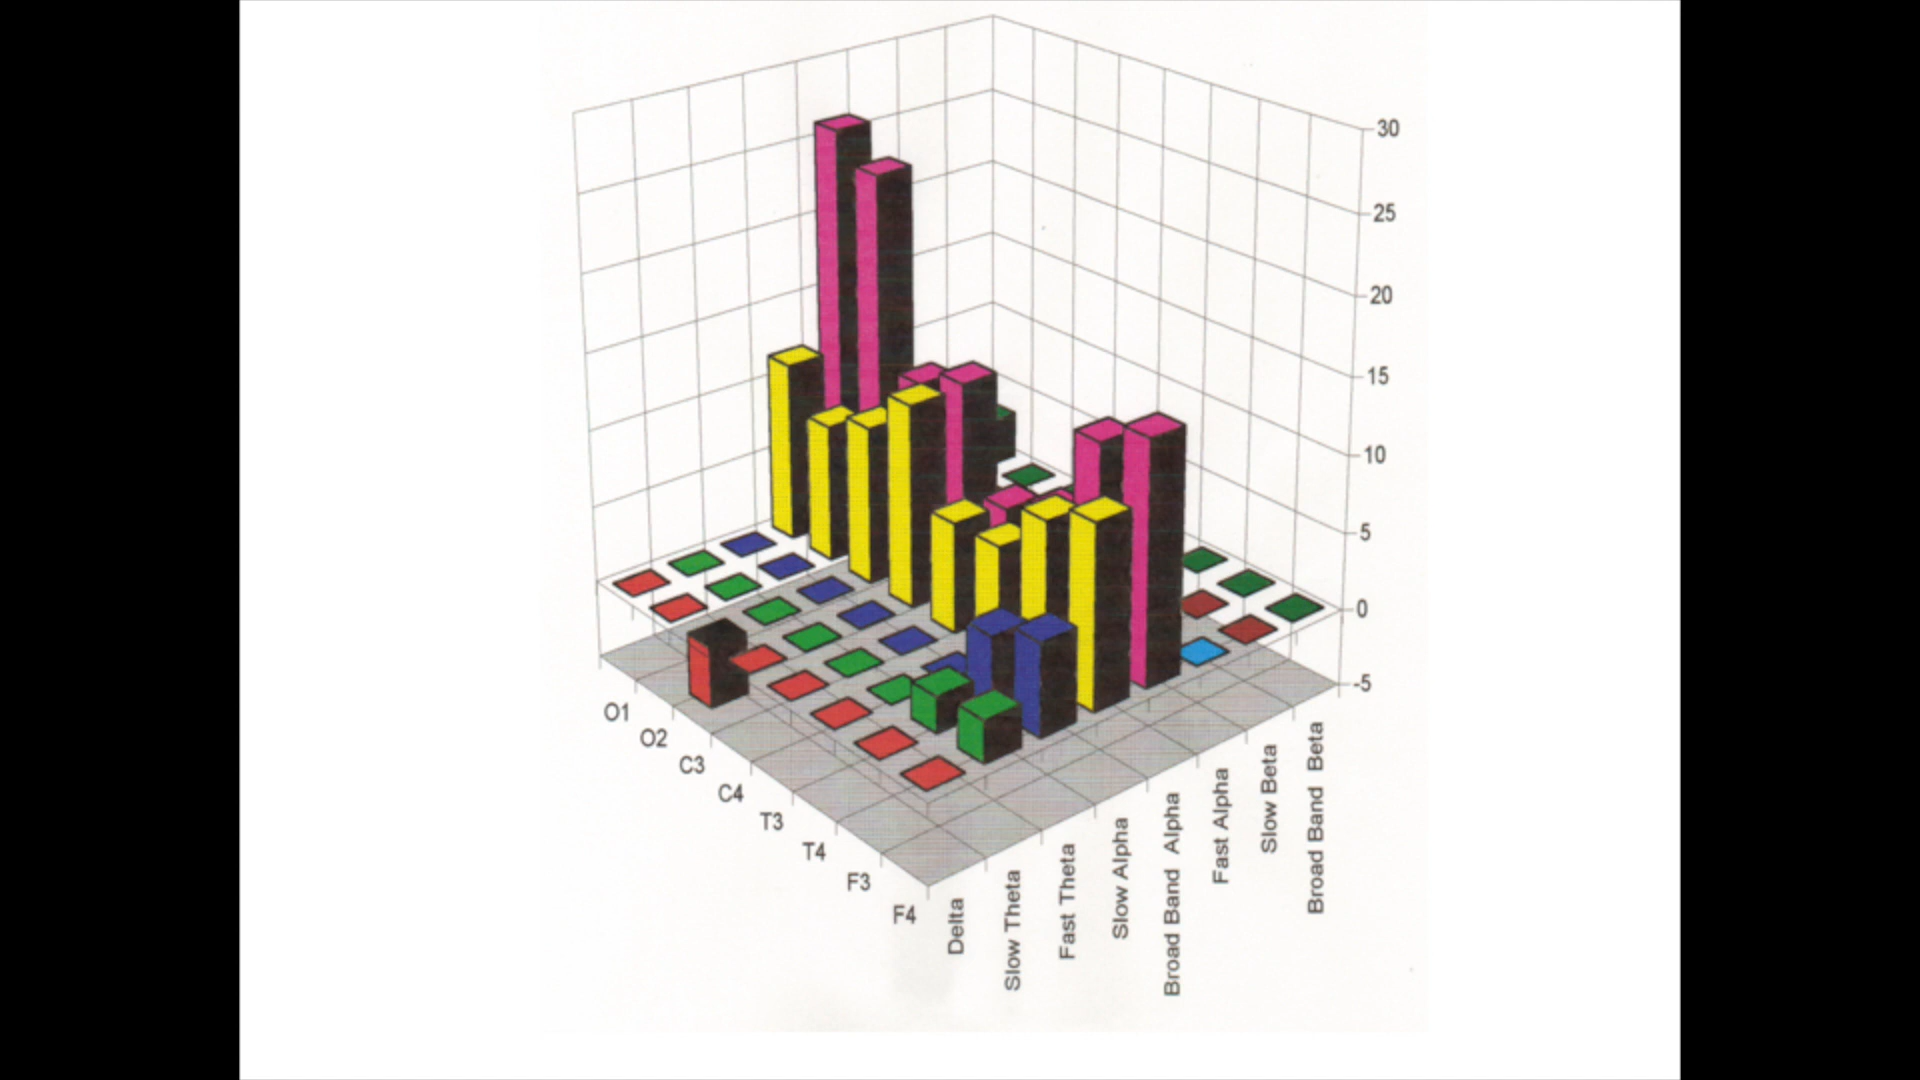 30
25
20
15
10
5
0
-5
O1
O2
C3
C4
T3
T4
F3
F4
Delta
Slow Theta
Fast Theta
Slow Alpha
Broad Band Alpha
Fast Alpha
Slow Beta
Broad Band Beta